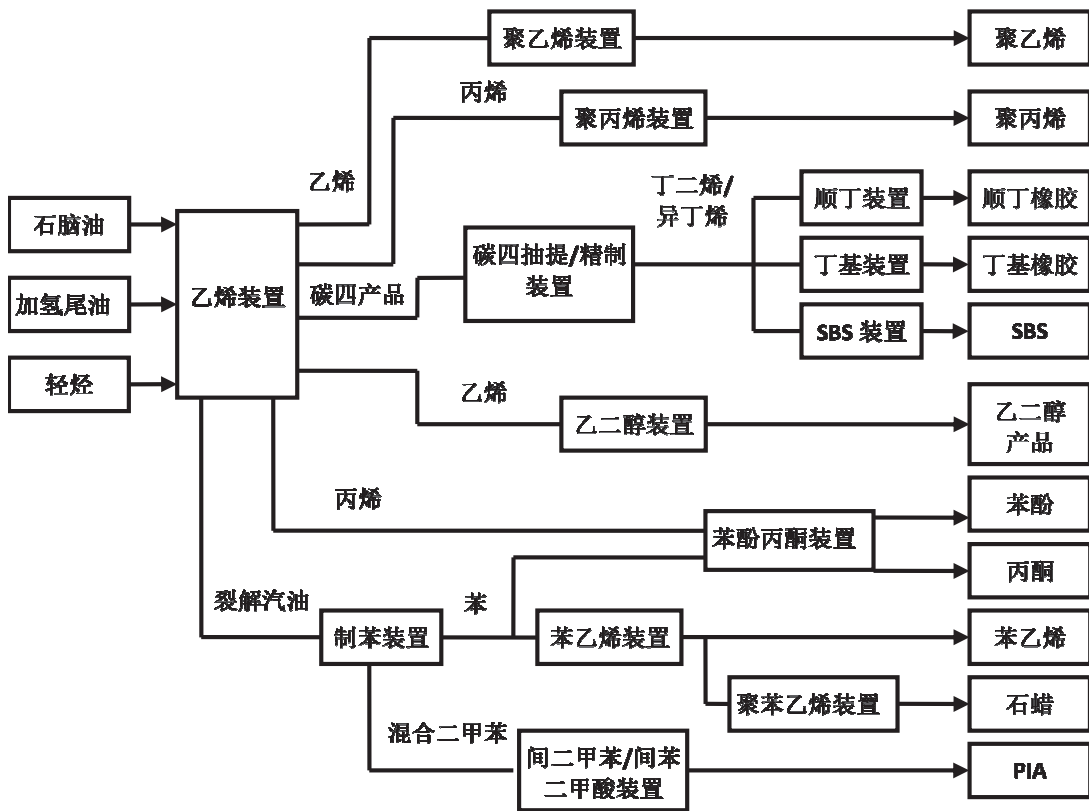 聚乙烯装置
聚乙烯
丙烯
聚丙烯装置
聚丙烯
乙烯
丁二烯/
异丁烯
顺丁装置
顺丁橡胶
石脑油
碳四抽提/精制
装置
丁基装置
丁基橡胶
加氢尾油
乙烯装置
碳四产品
SBS 装置
SBS
轻烃
乙烯
乙二醇装置
乙二醇
产品
丙烯
苯酚
苯酚丙酮装置
丙酮
裂解汽油
苯
制苯装置
苯乙烯装置
苯乙烯
聚苯乙烯装置
石蜡
混合二甲苯
间二甲苯/间苯
二甲酸装置
PIA